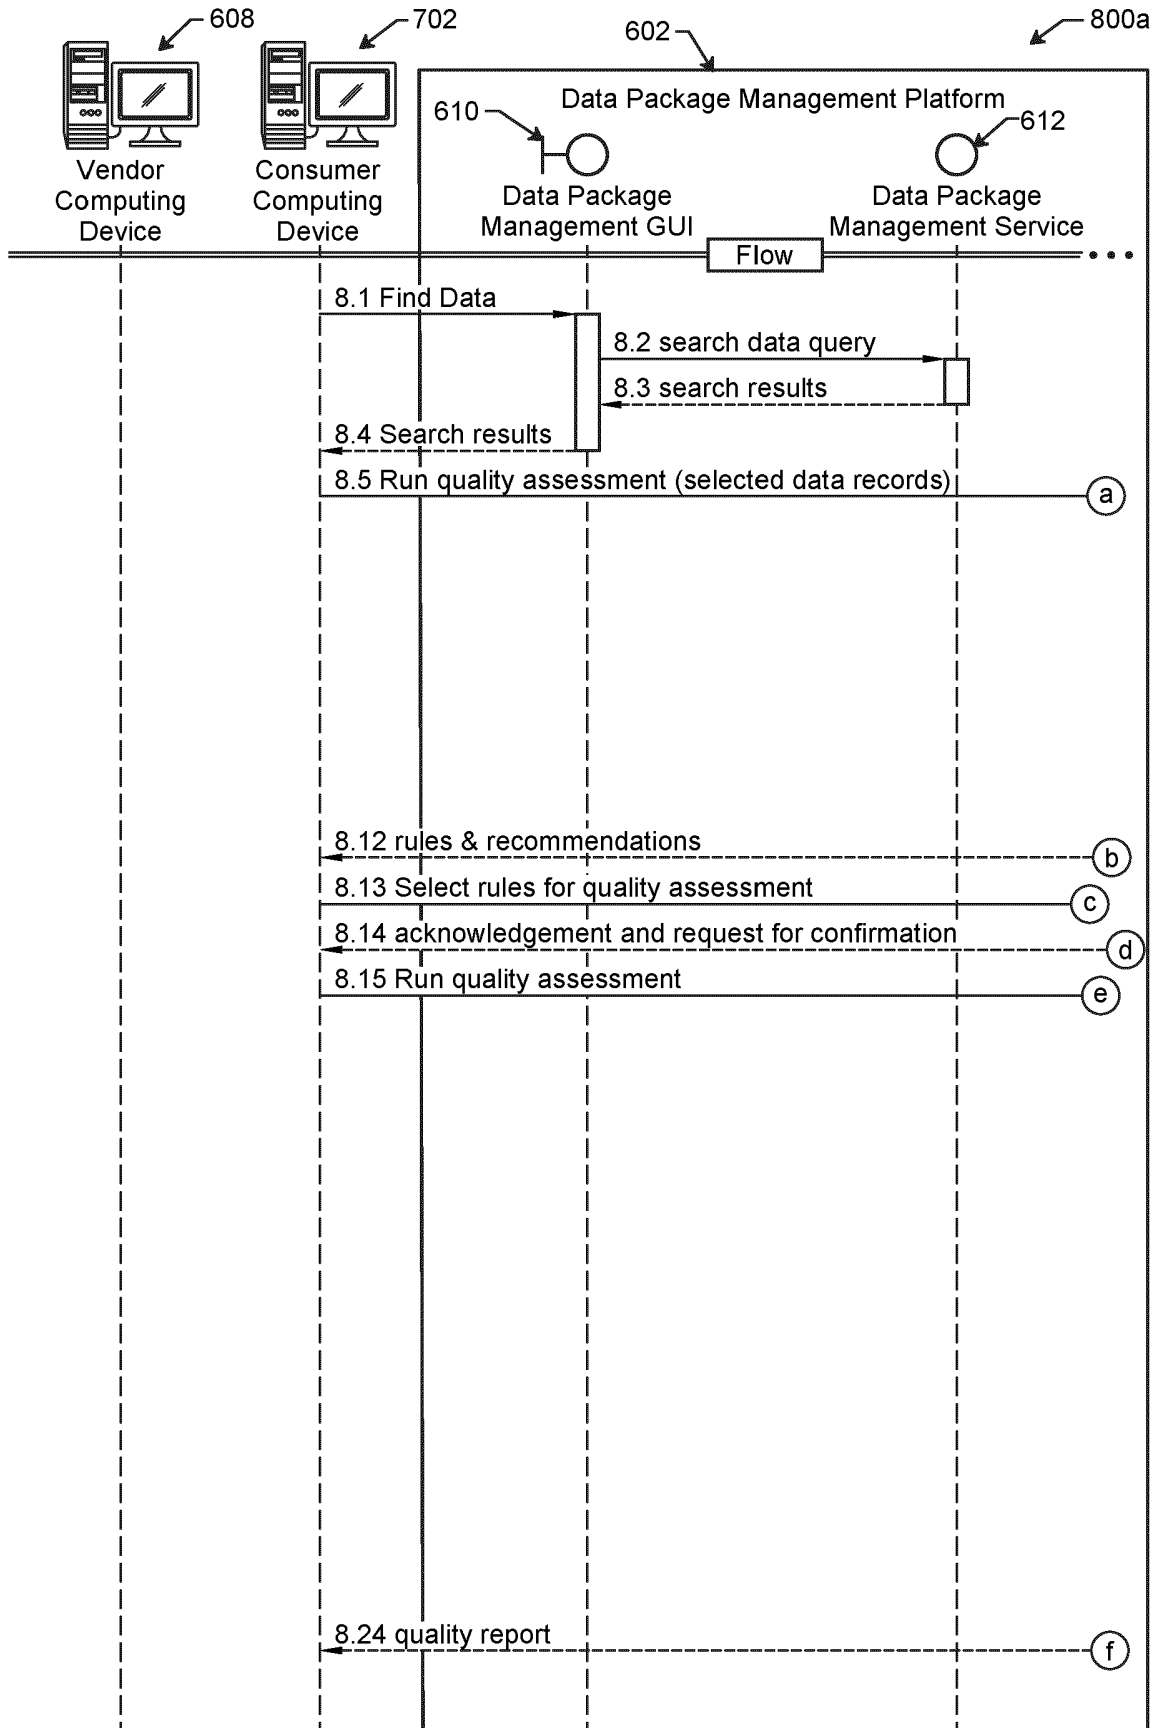 608
702
602
800a
Data Package Management Platform
610
612
Vendor
Computing
Device
Consumer
Computing
Device
Data Package
Management GUI
Data Package
Management Service
Flow
8.1 Find Data
8.2 search data query
8.3 search results
8.4 Search results
8.5 Run quality assessment (selected data records)
a
8.12 rules & recommendations
b
8.13 Select rules for quality assessment
c
8.14 acknowledgement and request for confirmation
d
8.15 Run quality assessment
e
8.24 quality report
f